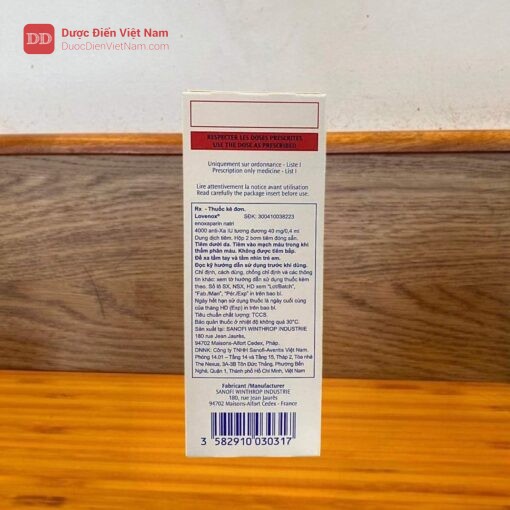 DD
Dược Điển Việt Nam
DuocDienVietNam.com
RESPECTER LES DOSES PRESCRITES
USE THE DOSE AS PRESCRIBED
Uniquement sur ordonnance - Liste I
Prescription only medicine - List I
Lire attentivement la notice avant utilisation
Read carefully the package insert before use.
Rx - Thuốc kê đơn.
Lovenox® SĐK: 300410038223
enoxaparin natri
4000 anti-Xa IU tương đương 40 mg/0,4 ml
Dung dịch tiêm. Hộp 2 bơm tiêm đóng sẵn.
Tiêm dưới da. Tiêm vào mạch máu trong khi
thẩm phân máu. Không được tiêm bắp.
Để xa tầm tay và tầm nhìn trẻ em.
Đọc kỹ hướng dẫn sử dụng trước khi dùng.
Chỉ định, cách dùng, chống chỉ định và các thông
tin khác: xem tờ hướng dẫn sử dụng thuốc kèm
theo. Số lô SX, NSX, HD xem "Lot/Batch",
"Fab./Man", "Pér./Exp" in trên bao bì.
Ngày hết hạn sử dụng thuốc là ngày cuối cùng
của tháng HD (Exp) in trên bao bì.
Tiêu chuẩn chất lượng: TCCS.
Bảo quản thuốc ở nhiệt độ không quá 30°C.
Sản xuất tại: SANOFI WINTHROP INDUSTRIE
180 rue Jean Jaurès,
94702 Maisons-Alfort Cedex, Pháp.
DNNK: Công ty TNHH Sanofi-Aventis Việt Nam.
Phòng 14.01 – Tầng 14 và Tầng 15, Tháp 2, Tòa nhà
The Nexus, 3A-3B Tôn Đức Thắng, Phường Bến
Nghé, Quận 1, Thành phố Hồ Chí Minh, Việt Nam
Fabricant /Manufacturer
SANOFI WINTHROP INDUSTRIE
180, rue Jean Jaurès
94702 Maisons-Alfort Cedex - France
3 582910 030317